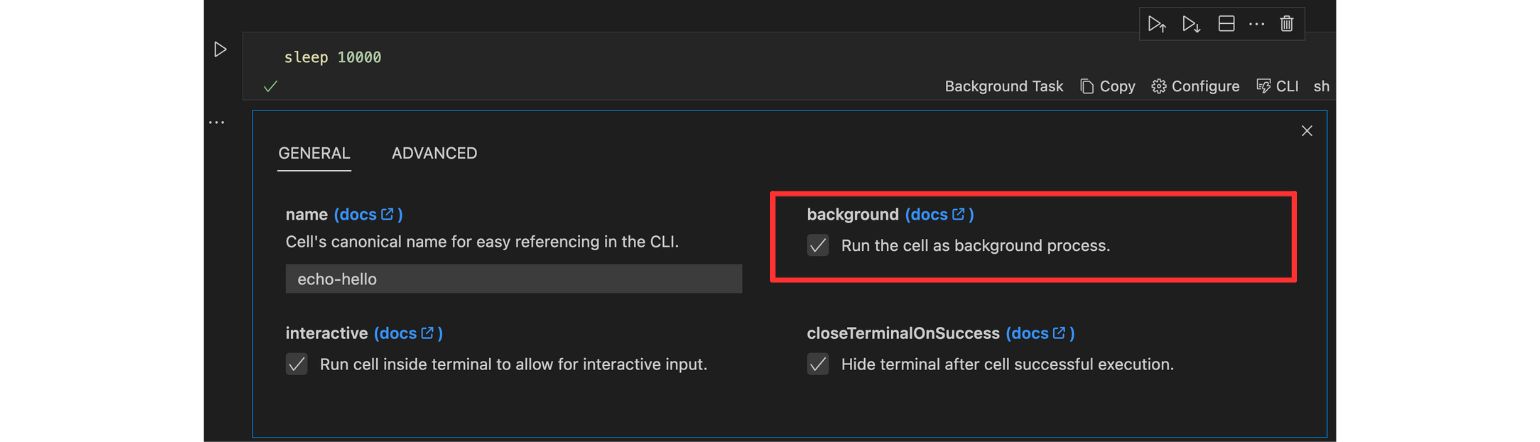 sleep 10000
Background Task Copy Configure CLI sh
GENERAL ADVANCED
name (docs)
Cell's canonical name for easy referencing in the CLI.
echo-hello
background (docs)
Run the cell as background process.
interactive (docs)
Run cell inside terminal to allow for interactive input.
closeTerminalOnSuccess (docs)
Hide terminal after cell successful execution.